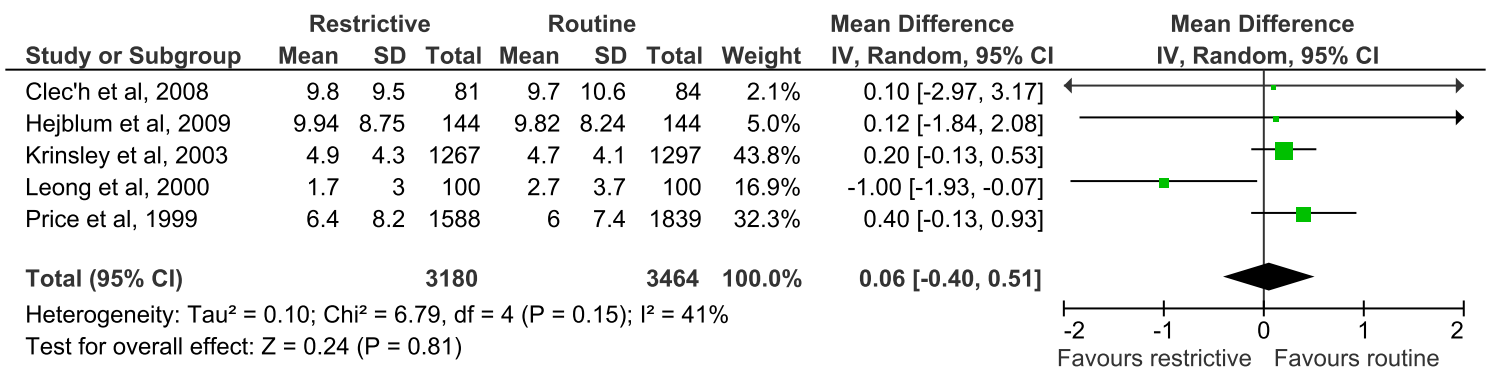 Restrictive Routine Mean Difference Mean Difference
Study or Subgroup Mean SD Total Mean SD Total Weight IV, Random, 95% CI IV, Random, 95% CI
Clec'h et al, 2008 9.8 9.5 81 9.7 10.6 84 2.1% 0.10 [-2.97, 3.17]
Hejblum et al, 2009 9.94 8.75 144 9.82 8.24 144 5.0% 0.12 [-1.84, 2.08]
Krinsley et al, 2003 4.9 4.3 1267 4.7 4.1 1297 43.8% 0.20 [-0.13, 0.53]
Leong et al, 2000 1.7 3 100 2.7 3.7 100 16.9% -1.00 [-1.93, -0.07]
Price et al, 1999 6.4 8.2 1588 6 7.4 1839 32.3% 0.40 [-0.13, 0.93]
Total (95% CI) 3180 3464 100.0% 0.06 [-0.40, 0.51]
Heterogeneity: Tau² = 0.10; Chi² = 6.79, df = 4 (P = 0.15); I² = 41%
Test for overall effect: Z = 0.24 (P = 0.81)
-2 -1 0 1 2
Favours restrictive Favours routine